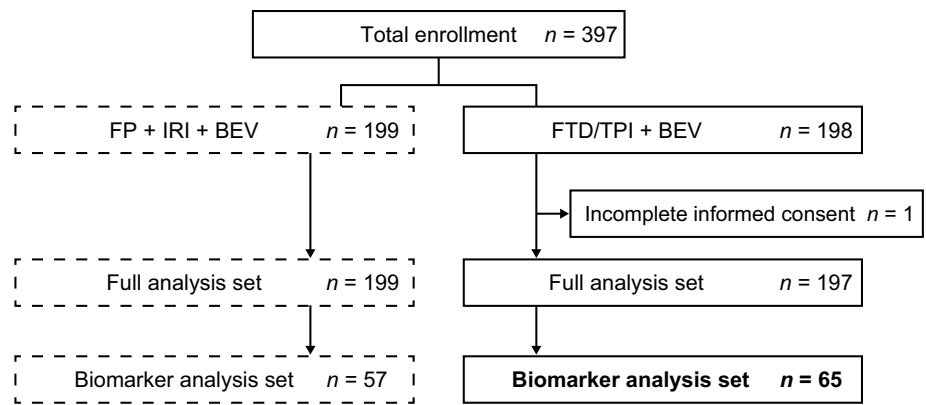 Total enrollment n = 397
FP + IRI + BEV n = 199
FTD/TPI + BEV n = 198
Incomplete informed consent n = 1
Full analysis set n = 199
Full analysis set n = 197
Biomarker analysis set n = 57
Biomarker analysis set n = 65